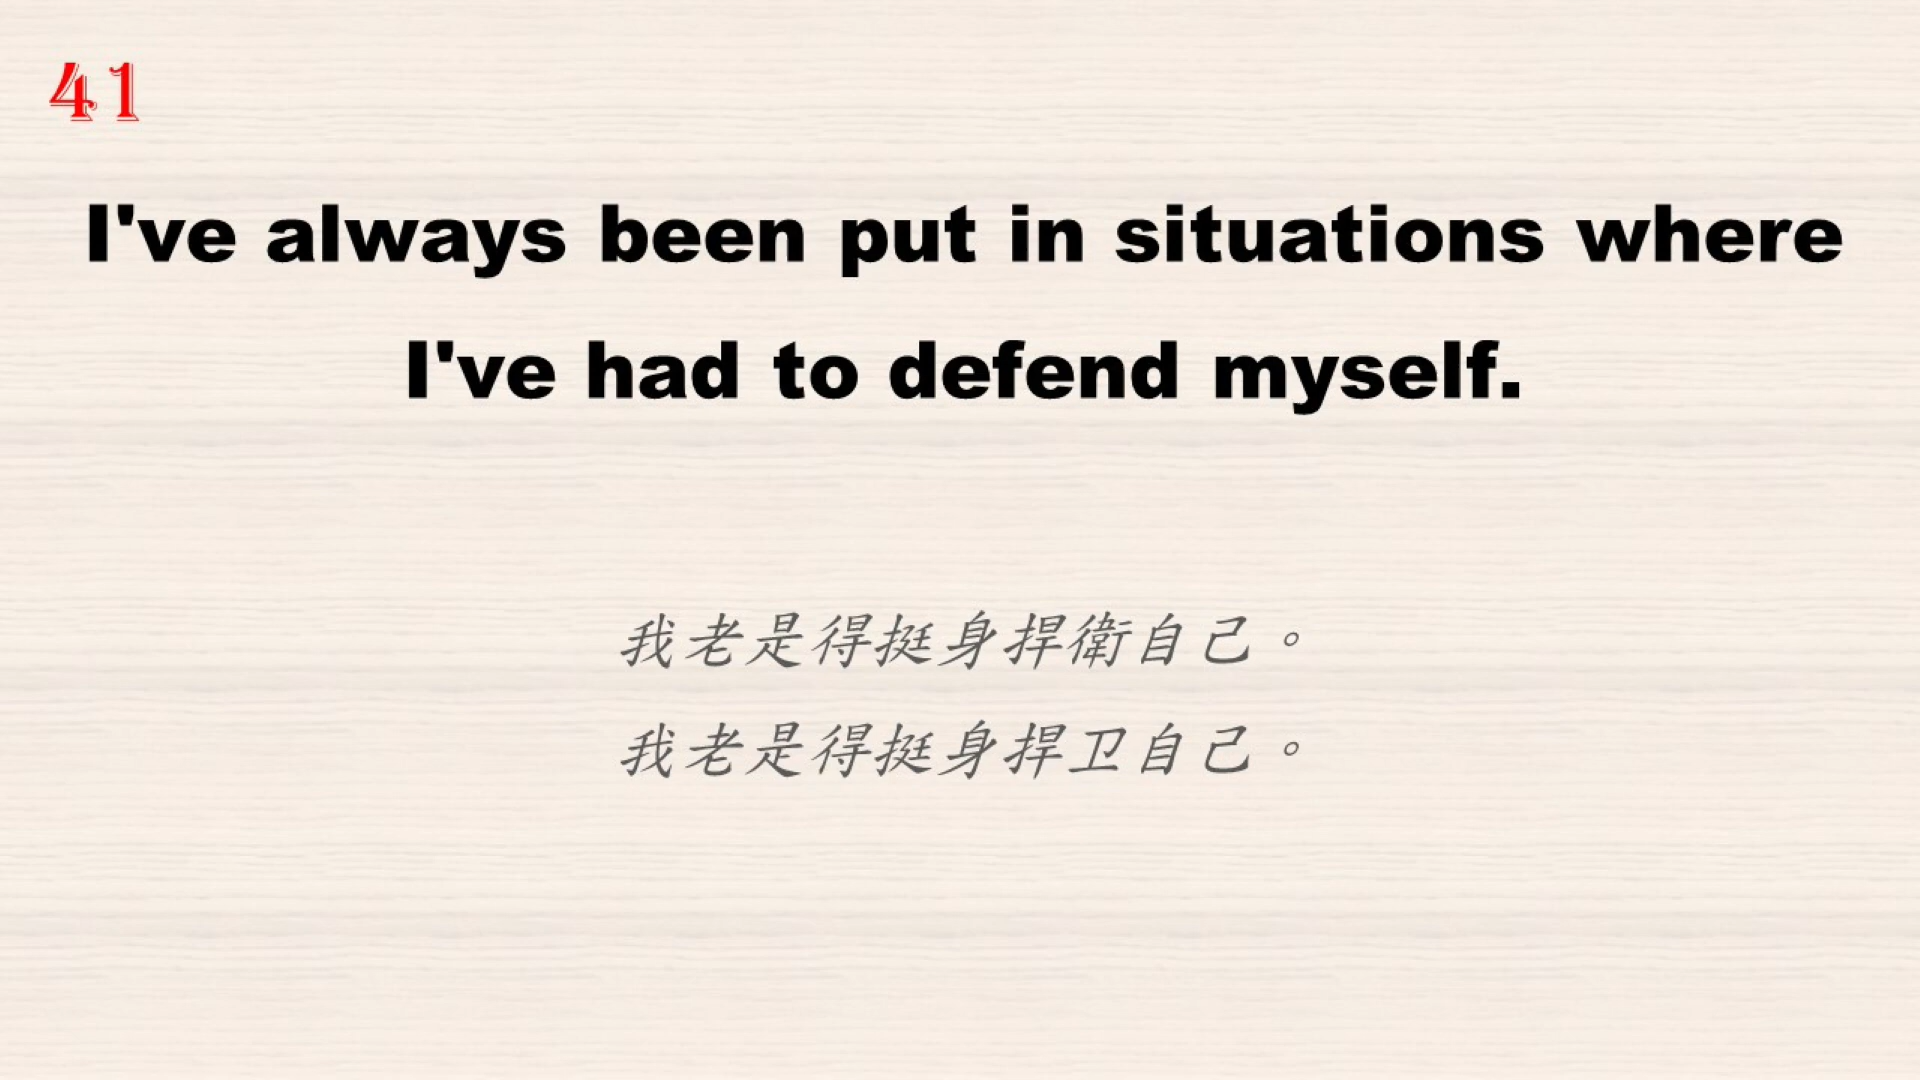 41
I've always been put in situations where
I've had to defend myself.
我老是得挺身捍衛自己。
我老是得挺身捍卫自己。